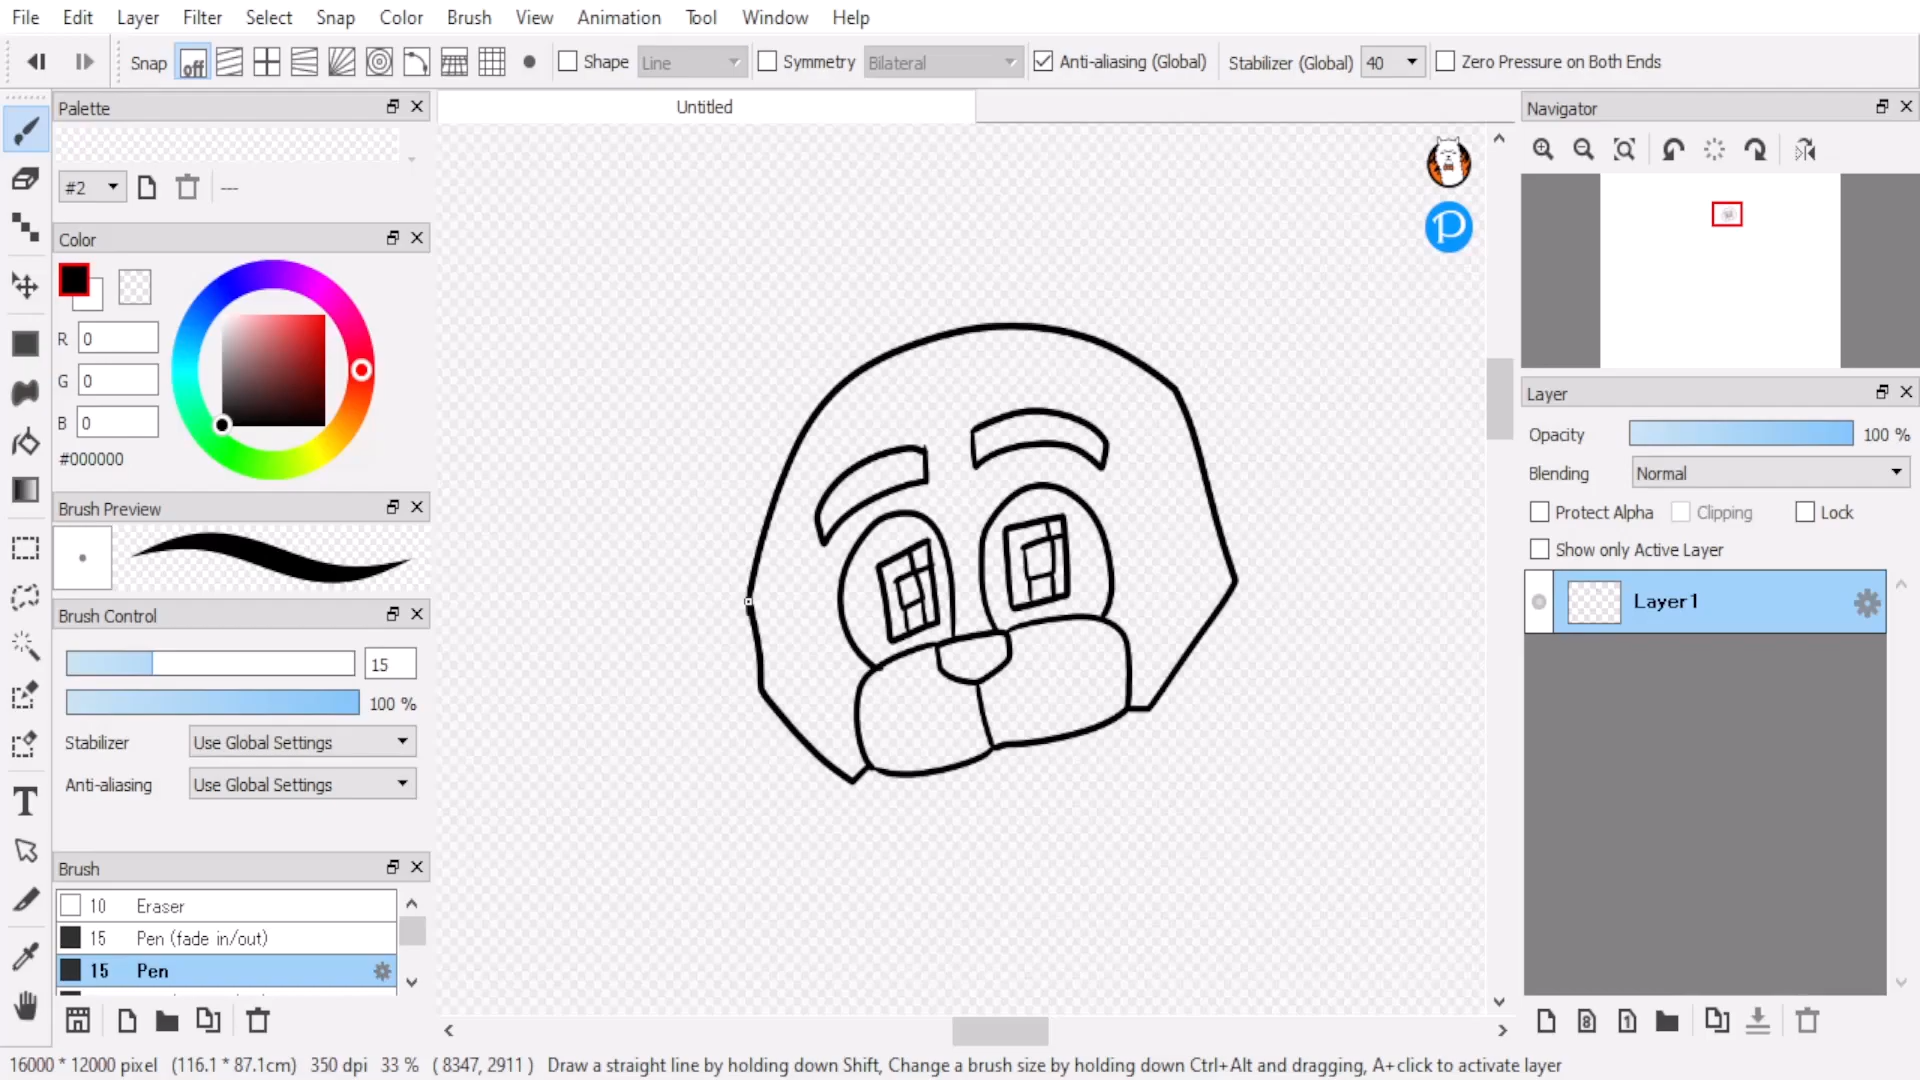 File Edit Layer Filter Select Snap Color Brush View Animation Tool Window Help
Snap off Shape Line Symmetry Bilateral Anti-aliasing (Global) Stabilizer (Global) 40 Zero Pressure on Both Ends
Palette
#2 ---
Color
R 0
G 0
B 0
#000000
Brush Preview
Brush Control
15
100 %
Stabilizer Use Global Settings
Anti-aliasing Use Global Settings
Brush
10 Eraser
15 Pen (fade in/out)
15 Pen
Untitled
P
Navigator
Layer
Opacity 100 %
Blending Normal
Protect Alpha Clipping Lock
Show only Active Layer
Layer1
T
8 1
16000 * 12000 pixel (116.1 * 87.1cm) 350 dpi 33 % ( 8347, 2911 ) Draw a straight line by holding down Shift, Change a brush size by holding down Ctrl+Alt and dragging, A+click to activate layer